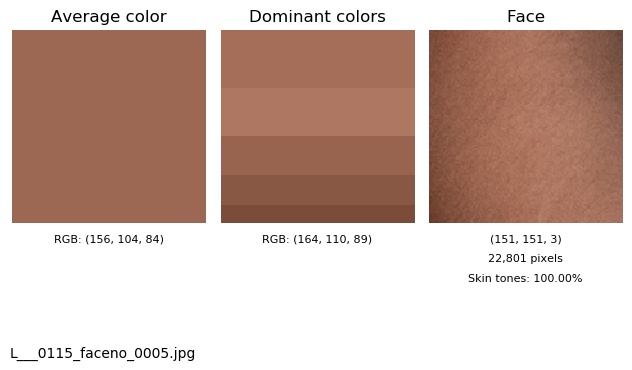 Average color
Dominant colors
Face
RGB: (156, 104, 84)
RGB: (164, 110, 89)
(151, 151, 3)
22,801 pixels
Skin tones: 100.00%
L___0115_faceno_0005.jpg